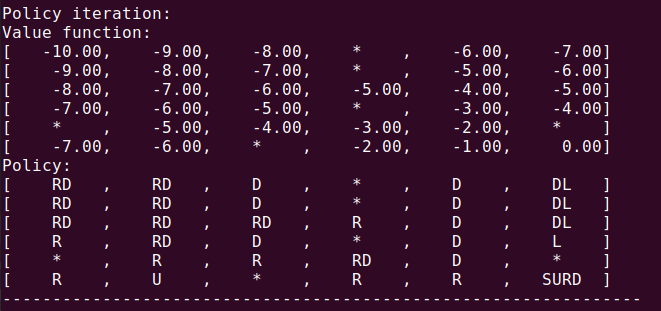 Policy iteration:
Value function:
[   -10.00,    -9.00,    -8.00,    *    ,    -6.00,    -7.00]
[    -9.00,    -8.00,    -7.00,    *    ,    -5.00,    -6.00]
[    -8.00,    -7.00,    -6.00,    -5.00,    -4.00,    -5.00]
[    -7.00,    -6.00,    -5.00,    *    ,    -3.00,    -4.00]
[    *    ,    -5.00,    -4.00,    -3.00,    -2.00,    *    ]
[    -7.00,    -6.00,    *    ,    -2.00,    -1.00,     0.00]
Policy:
[    RD   ,    RD   ,    D    ,    *    ,    D    ,    DL   ]
[    RD   ,    RD   ,    D    ,    *    ,    D    ,    DL   ]
[    RD   ,    RD   ,    RD   ,    R    ,    D    ,    DL   ]
[    R    ,    RD   ,    D    ,    *    ,    D    ,    L    ]
[    *    ,    R    ,    R    ,    RD   ,    D    ,    *    ]
[    R    ,    U    ,    *    ,    R    ,    R    ,   SURD  ]
----------------------------------------------------------------